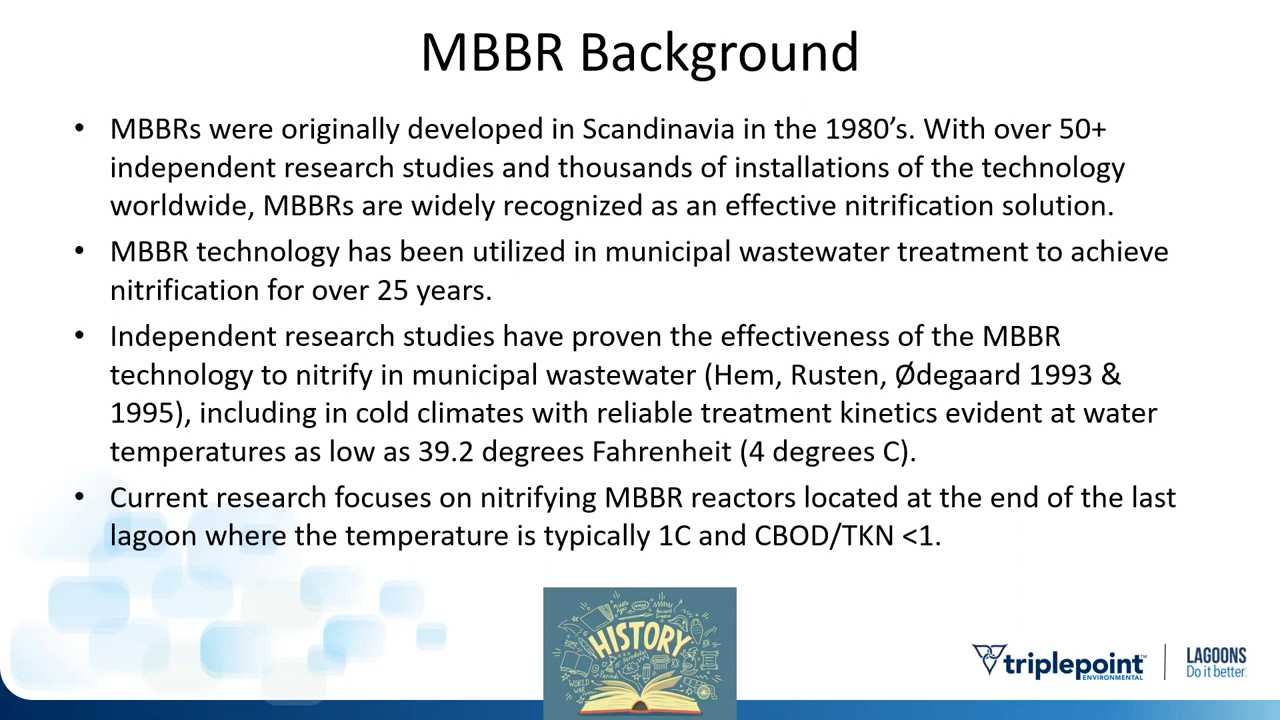 MBBR Background
• MBBRs were originally developed in Scandinavia in the 1980’s. With over 50+
independent research studies and thousands of installations of the technology
worldwide, MBBRs are widely recognized as an effective nitrification solution.
• MBBR technology has been utilized in municipal wastewater treatment to achieve
nitrification for over 25 years.
• Independent research studies have proven the effectiveness of the MBBR
technology to nitrify in municipal wastewater (Hem, Rusten, Ødegaard 1993 &
1995), including in cold climates with reliable treatment kinetics evident at water
temperatures as low as 39.2 degrees Fahrenheit (4 degrees C).
• Current research focuses on nitrifying MBBR reactors located at the end of the last
lagoon where the temperature is typically 1C and CBOD/TKN <1.
HISTORY
triplepoint™
ENVIRONMENTAL
LAGOONS
Do it better.